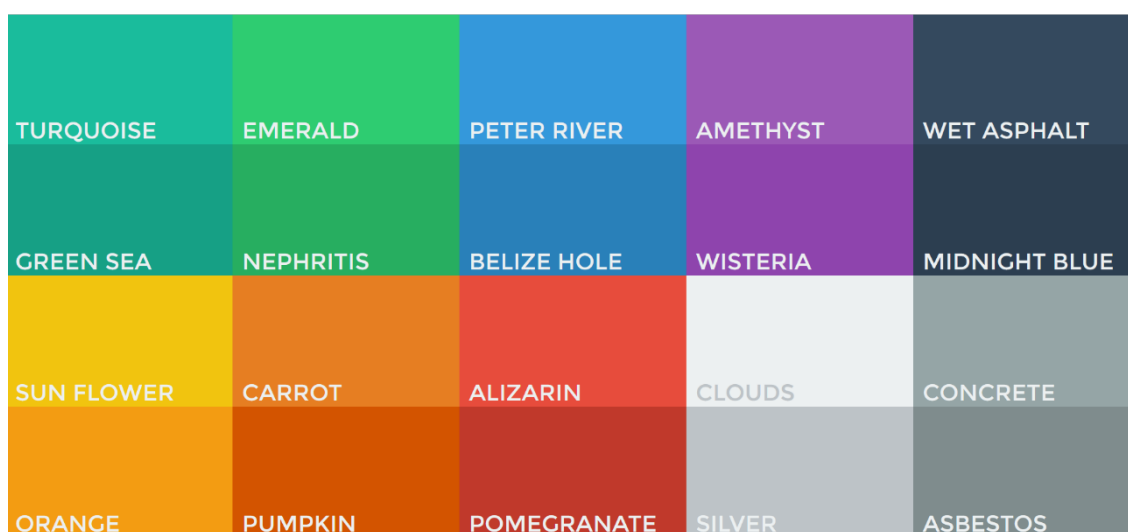 TURQUOISE EMERALD PETER RIVER AMETHYST WET ASPHALT
GREEN SEA NEPHRITIS BELIZE HOLE WISTERIA MIDNIGHT BLUE
SUN FLOWER CARROT ALIZARIN CLOUDS CONCRETE
ORANGE PUMPKIN POMEGRANATE SILVER ASBESTOS